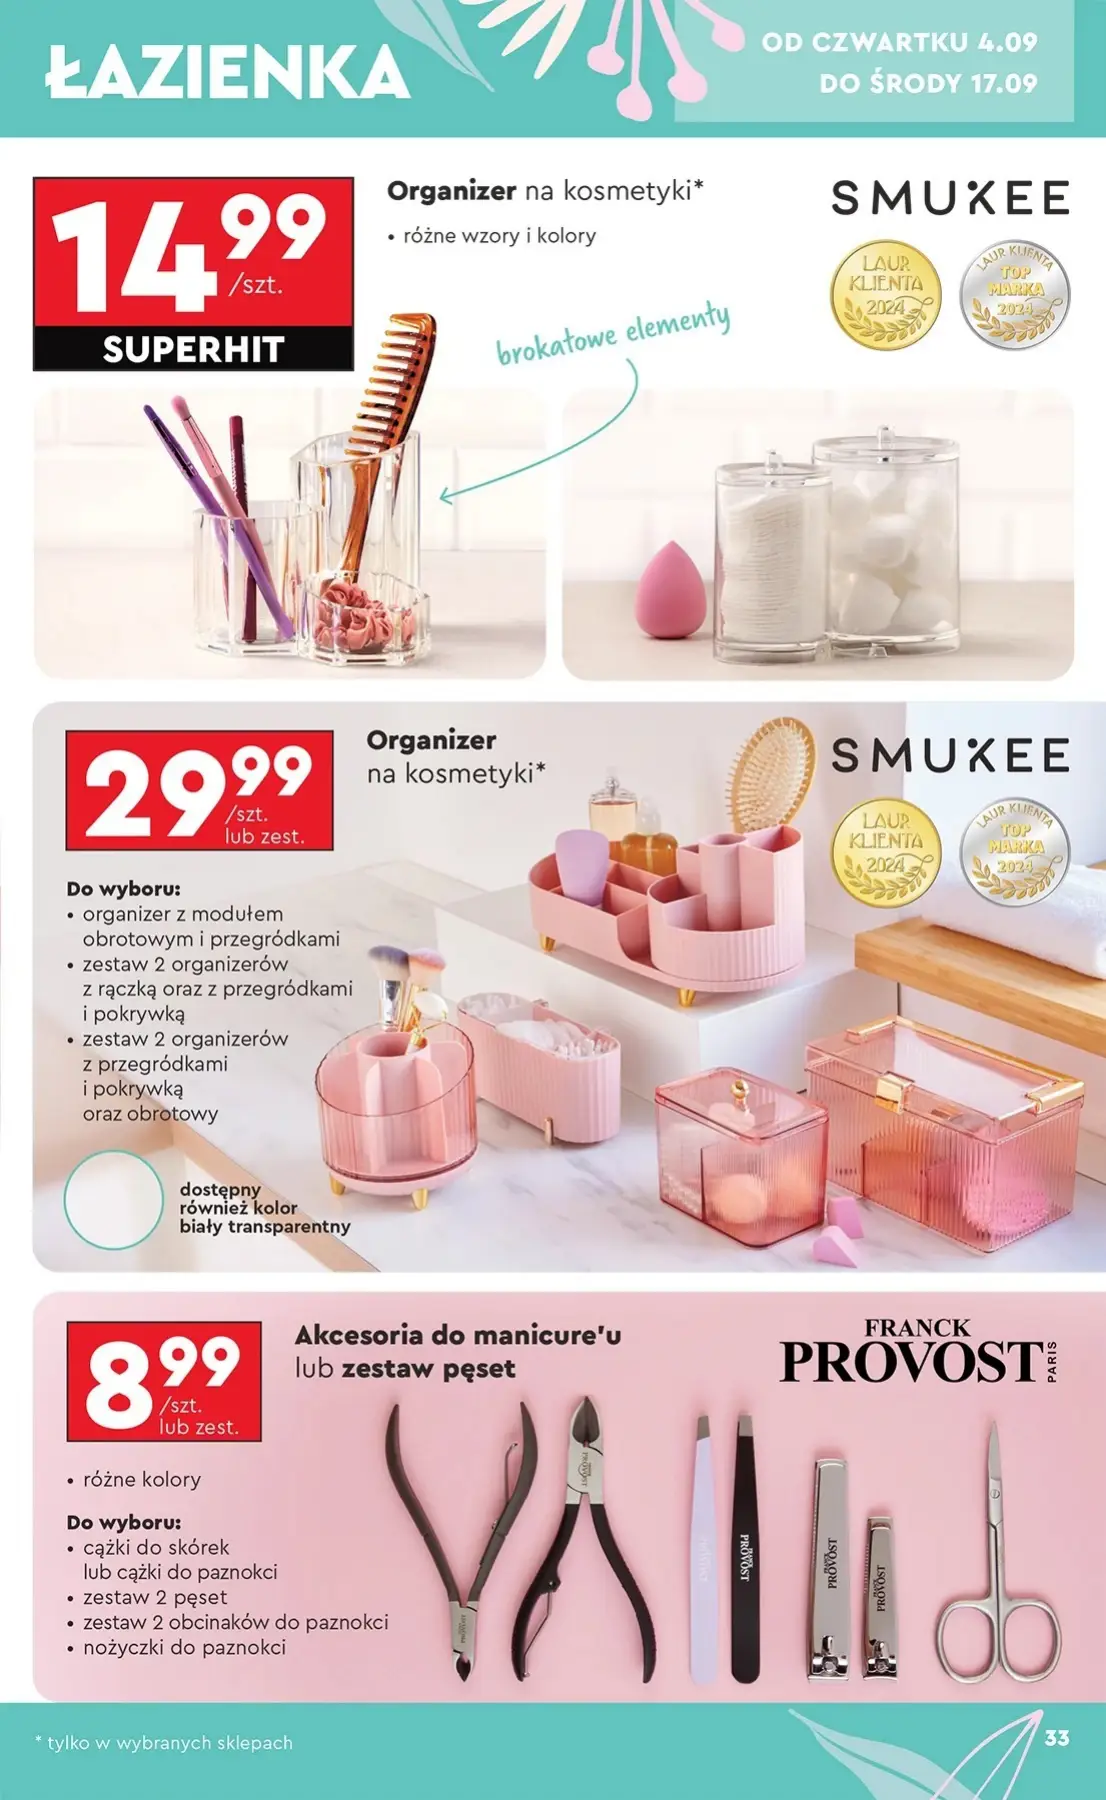 ŁAZIENKA
OD CZWARTKU 4.09
DO ŚRODY 17.09
14.99
/szt.
SUPERHIT
Organizer na kosmetyki*
• różne wzory i kolory
SMUKEE
LAUR
KLIENTA
2024
LAUR KLIENTA
TOP
MARKA
2024
brokatowe elementy
29.99
/szt.
lub zest.
Organizer
na kosmetyki*
SMUKEE
LAUR
KLIENTA
2024
LAUR KLIENTA
TOP
MARKA
2024
Do wyboru:
• organizer z modułem
obrotowym i przegródkami
• zestaw 2 organizerów
z rączką oraz z przegródkami
i pokrywką
• zestaw 2 organizerów
z przegródkami
i pokrywką
oraz obrotowy
dostępny
również kolor
biały transparentny
8.99
/szt.
lub zest.
Akcesoria do manicure'u
lub zestaw pęset
FRANCK
PROVOST
PARIS
• różne kolory
Do wyboru:
• cążki do skórek
lub cążki do paznokci
• zestaw 2 pęset
• zestaw 2 obcinaków do paznokci
• nożyczki do paznokci
PROVOST
PROVOST
PROVOST
PROVOST
* tylko w wybranych sklepach
33